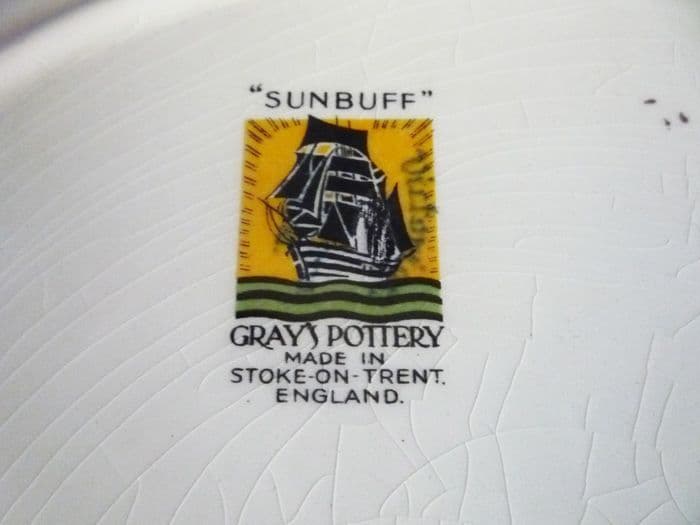 "SUNBUFF"
GRAY'S POTTERY
MADE IN
STOKE-ON-TRENT.
ENGLAND.